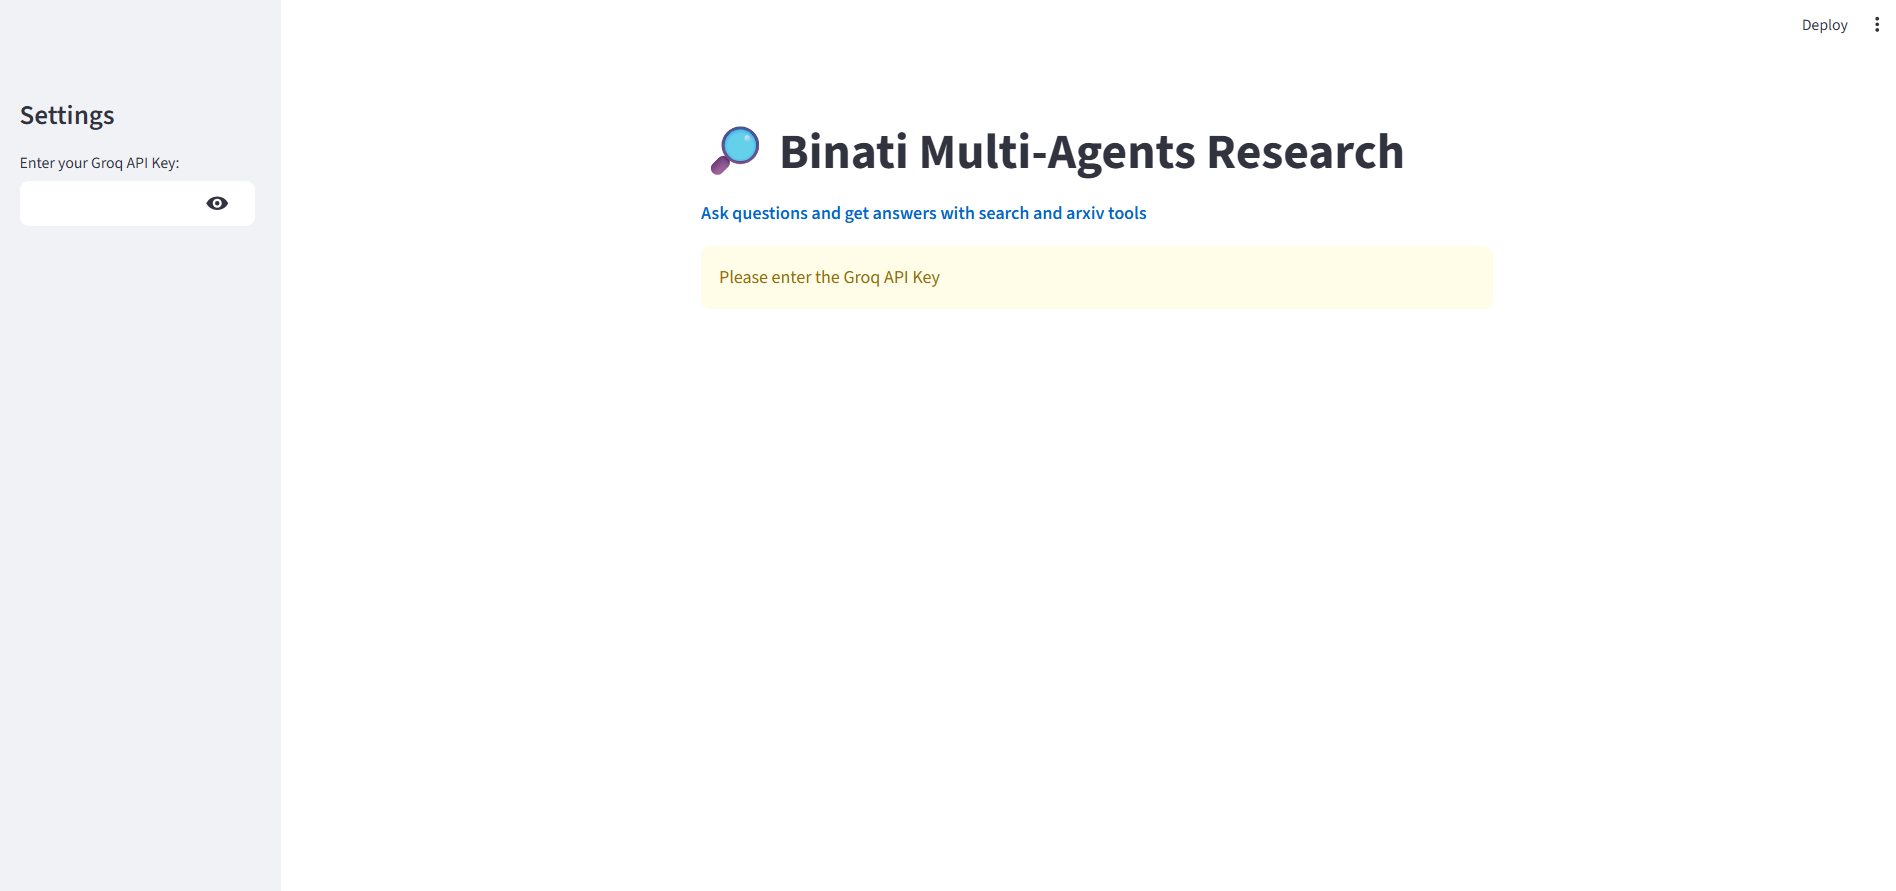 Deploy
Settings
Enter your Groq API Key:
Binati Multi-Agents Research
Ask questions and get answers with search and arxiv tools
Please enter the Groq API Key